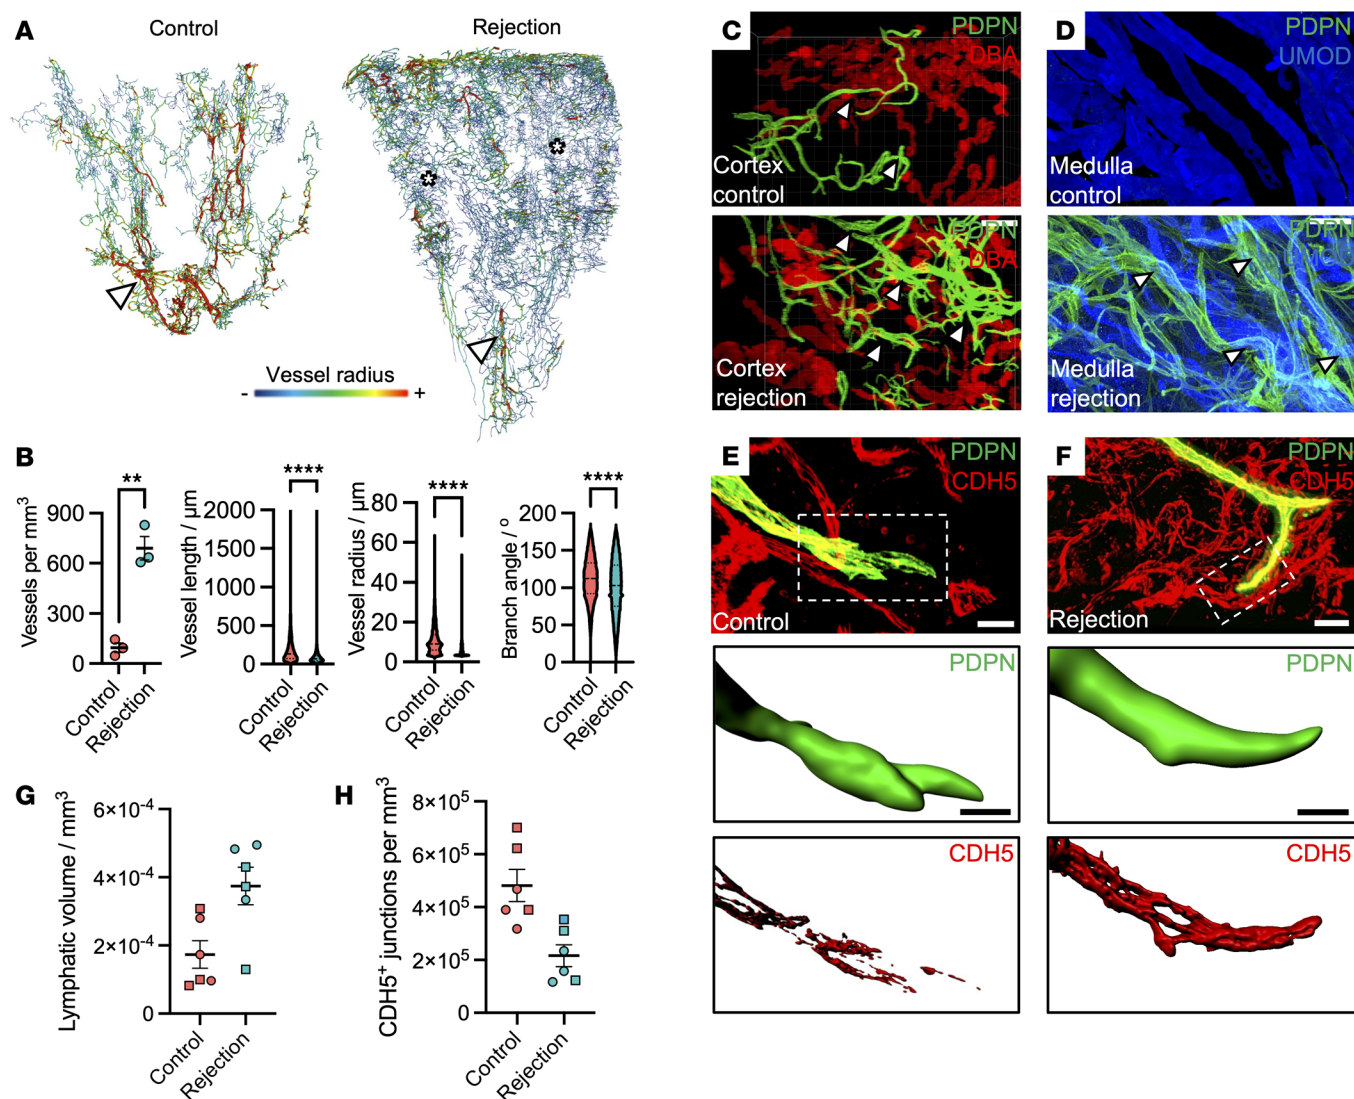 A
Control
Rejection
Vessel radius
- +
B
Vessels per mm³
900
600
300
0
**
Control
Rejection
Vessel length / µm
2000
1500
1000
500
0
****
Control
Rejection
Vessel radius / µm
80
60
40
20
0
****
Control
Rejection
Branch angle / °
200
150
100
50
0
****
Control
Rejection
C
PDPN
DBA
Cortex
control
PDPN
DBA
Cortex
rejection
D
PDPN
UMOD
Medulla
control
PDPN
UMOD
Medulla
rejection
E
PDPN
CDH5
Control
PDPN
CDH5
F
PDPN
CDH5
Rejection
PDPN
CDH5
G
Lymphatic volume / mm³
6×10⁻⁴
4×10⁻⁴
2×10⁻⁴
0
Control
Rejection
H
CDH5⁺ junctions per mm³
8×10⁵
6×10⁵
4×10⁵
2×10⁵
0
Control
Rejection